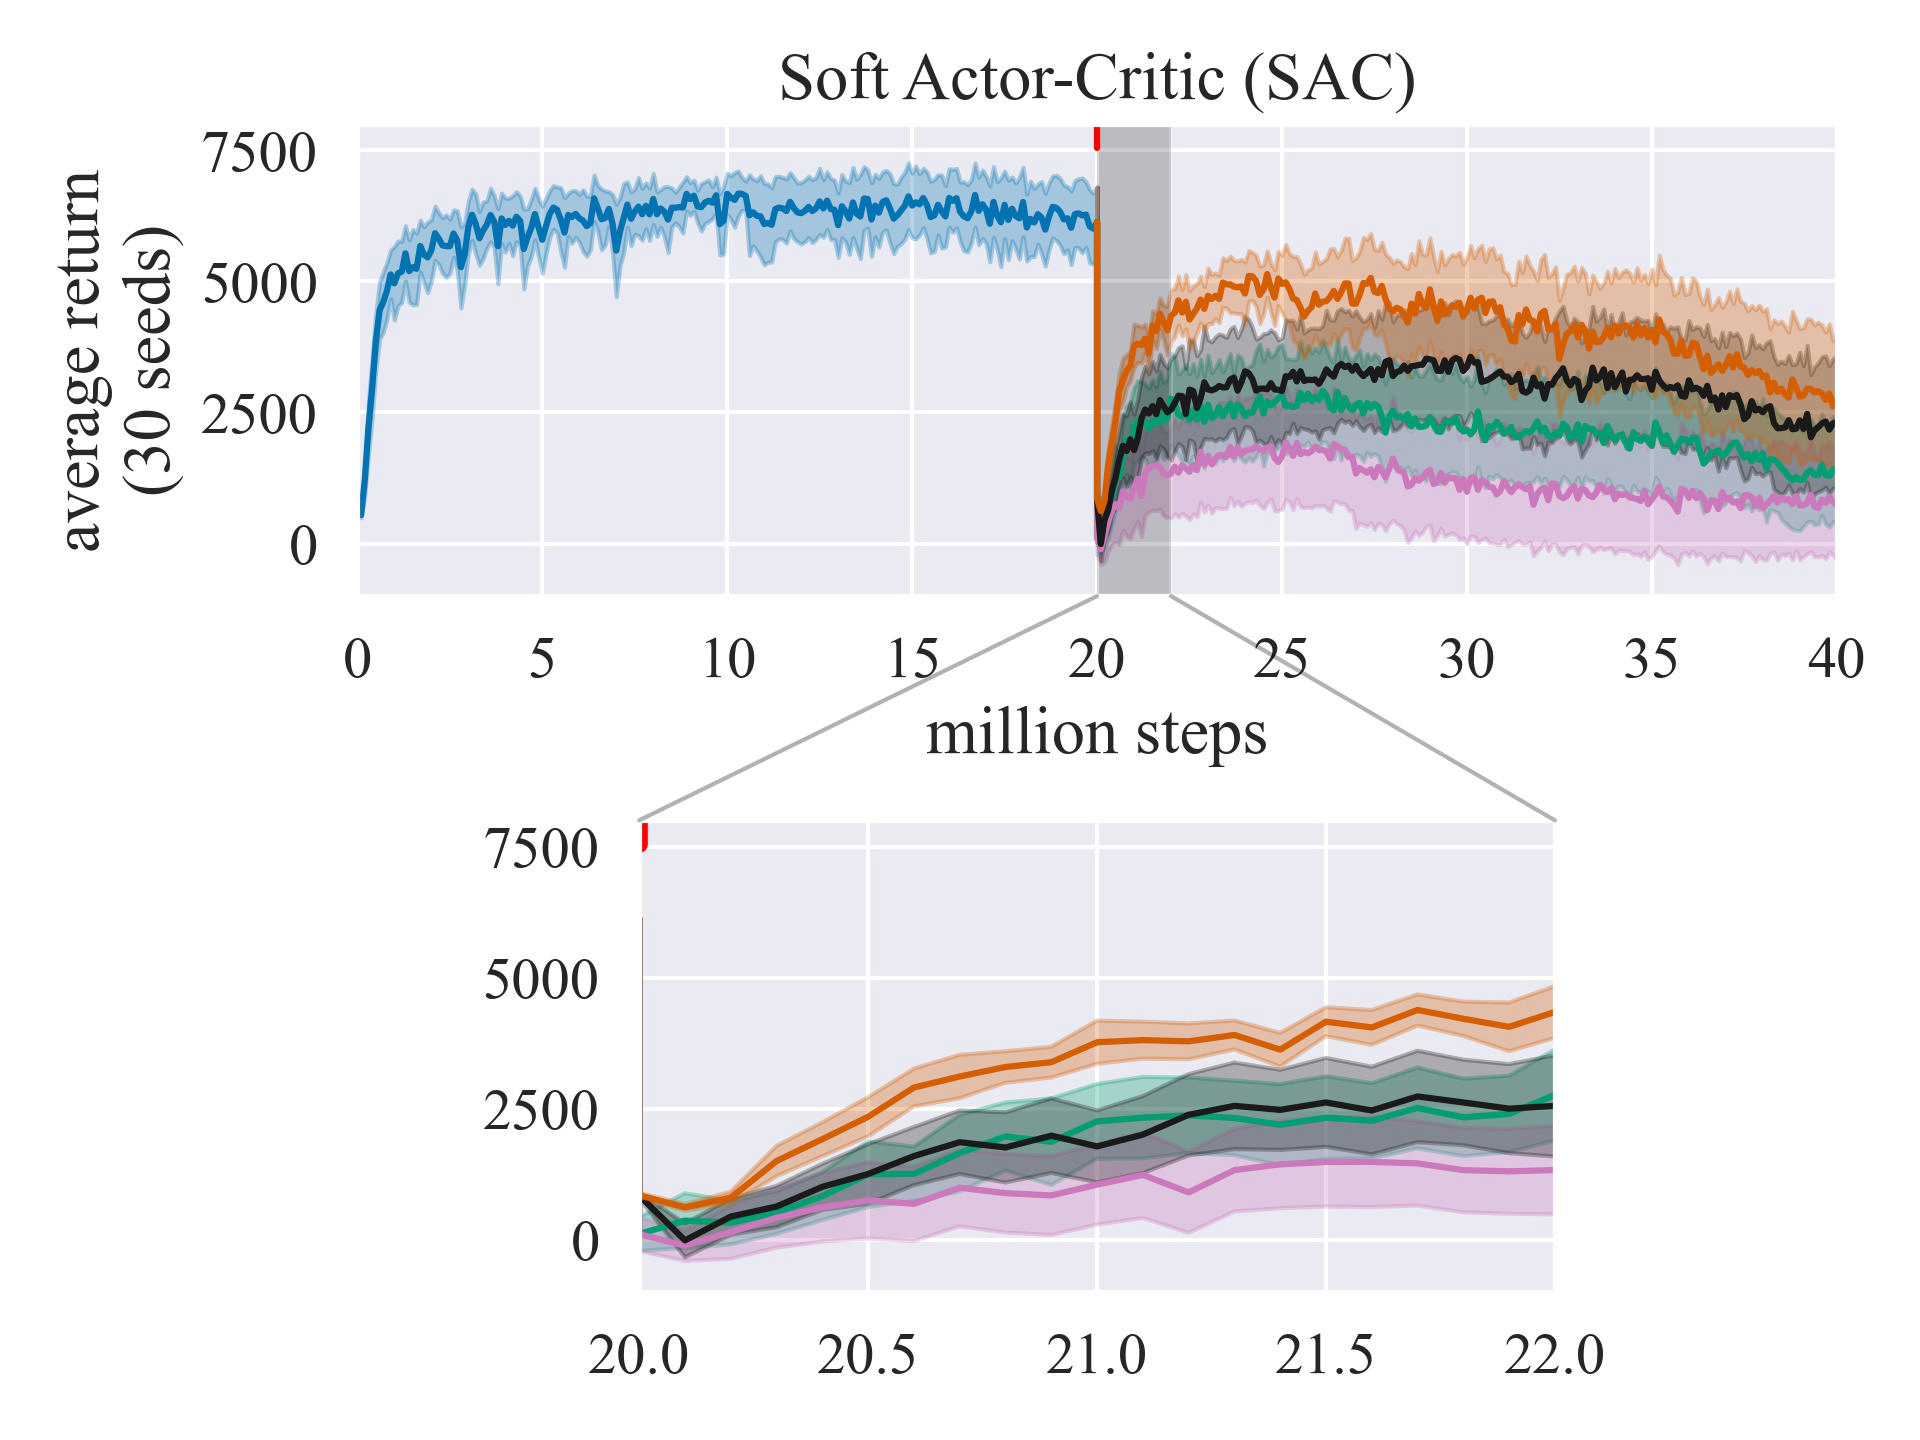 Soft Actor-Critic (SAC)
average return
(30 seeds)
7500
5000
2500
0
0 5 10 15 20 25 30 35 40
million steps
7500
5000
2500
0
20.0 20.5 21.0 21.5 22.0